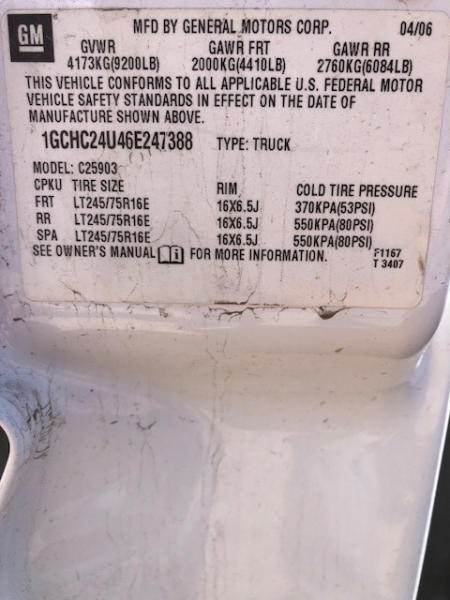 GM
MFD BY GENERAL MOTORS CORP. 04/06
GVWR GAWR FRT GAWR RR
4173KG(9200LB) 2000KG(4410LB) 2760KG(6084LB)
THIS VEHICLE CONFORMS TO ALL APPLICABLE U.S. FEDERAL MOTOR
VEHICLE SAFETY STANDARDS IN EFFECT ON THE DATE OF
MANUFACTURE SHOWN ABOVE.
1GCHC24U46E247388 TYPE: TRUCK
MODEL: C25903
CPKU TIRE SIZE RIM COLD TIRE PRESSURE
FRT LT245/75R16E 16X6.5J 370KPA(53PSI)
RR LT245/75R16E 16X6.5J 550KPA(80PSI)
SPA LT245/75R16E 16X6.5J 550KPA(80PSI)
SEE OWNER'S MANUAL i FOR MORE INFORMATION. F1167
T 3407